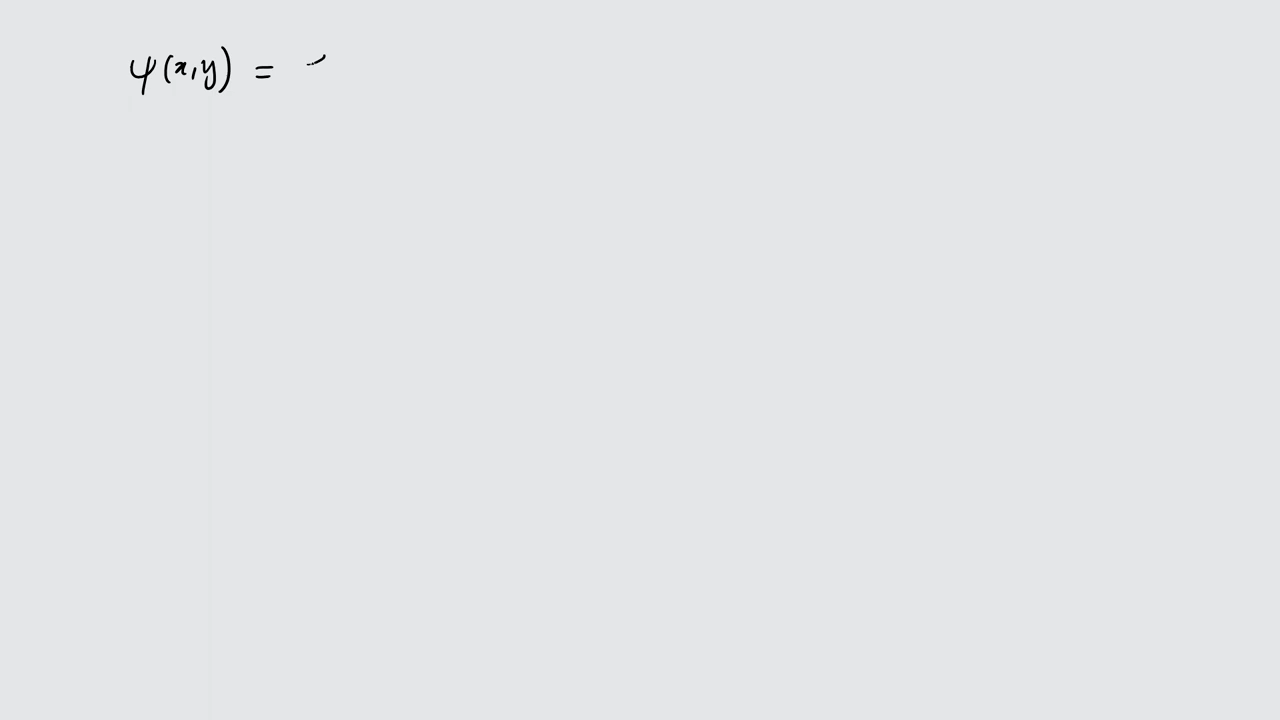 ψ(x,y) =